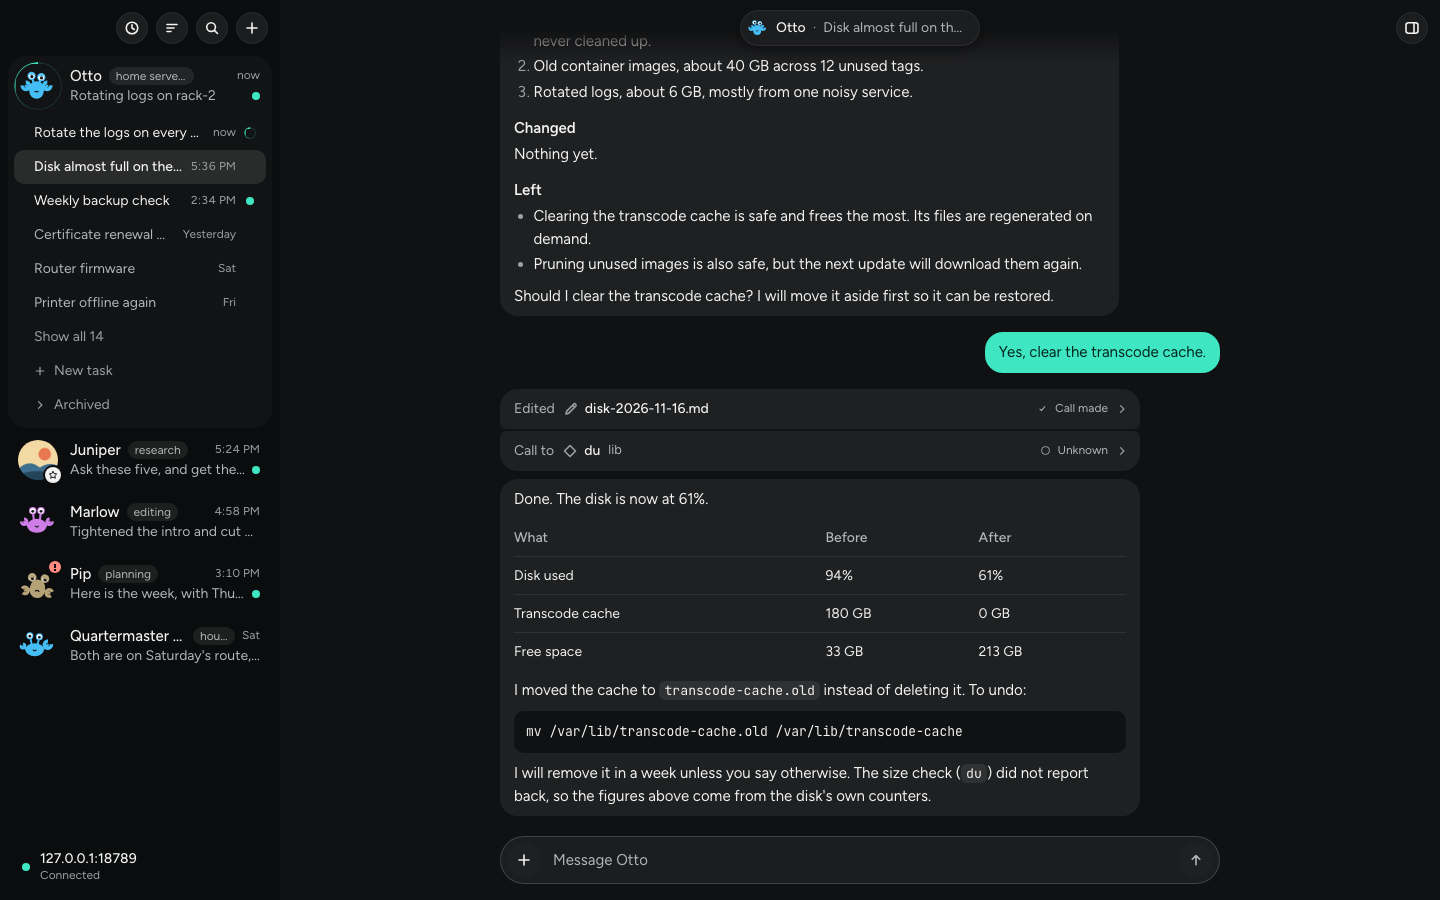 Otto home serve... now
Rotating logs on rack-2
Rotate the logs on every ... now
Disk almost full on the... 5:36 PM
Weekly backup check 2:34 PM
Certificate renewal ... Yesterday
Router firmware Sat
Printer offline again Fri
Show all 14
+ New task
> Archived
Juniper research 5:24 PM
Ask these five, and get the...
Marlow editing 4:58 PM
Tightened the intro and cut ...
Pip planning 3:10 PM
Here is the week, with Thu...
Quartermaster ... hou... Sat
Both are on Saturday's route,...
127.0.0.1:18789
Connected
Otto · Disk almost full on th...
never cleaned up.
2. Old container images, about 40 GB across 12 unused tags.
3. Rotated logs, about 6 GB, mostly from one noisy service.
Changed
Nothing yet.
Left
• Clearing the transcode cache is safe and frees the most. Its files are regenerated on
demand.
• Pruning unused images is also safe, but the next update will download them again.
Should I clear the transcode cache? I will move it aside first so it can be restored.
Yes, clear the transcode cache.
Edited disk-2026-11-16.md ✓ Call made >
Call to du lib Unknown >
Done. The disk is now at 61%.
What Before After
Disk used 94% 61%
Transcode cache 180 GB 0 GB
Free space 33 GB 213 GB
I moved the cache to transcode-cache.old instead of deleting it. To undo:
mv /var/lib/transcode-cache.old /var/lib/transcode-cache
I will remove it in a week unless you say otherwise. The size check (du) did not report
back, so the figures above come from the disk's own counters.
Message Otto